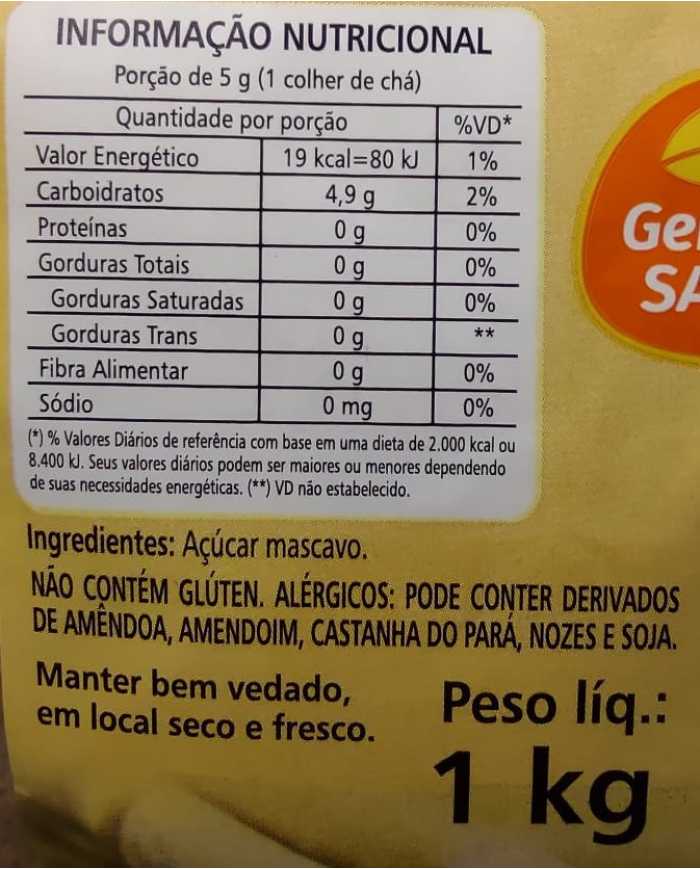 INFORMAÇÃO NUTRICIONAL
Porção de 5 g (1 colher de chá)
Quantidade por porção %VD*
Valor Energético 19 kcal=80 kJ 1%
Carboidratos 4,9 g 2%
Proteínas 0 g 0%
Gorduras Totais 0 g 0%
Gorduras Saturadas 0 g 0%
Gorduras Trans 0 g **
Fibra Alimentar 0 g 0%
Sódio 0 mg 0%
(*) % Valores Diários de referência com base em uma dieta de 2.000 kcal ou
8.400 kJ. Seus valores diários podem ser maiores ou menores dependendo
de suas necessidades energéticas. (**) VD não estabelecido.
Ingredientes: Açúcar mascavo.
NÃO CONTÉM GLÚTEN. ALÉRGICOS: PODE CONTER DERIVADOS
DE AMÊNDOA, AMENDOIM, CASTANHA DO PARÁ, NOZES E SOJA.
Manter bem vedado,
em local seco e fresco.
Peso líq.:
1 kg